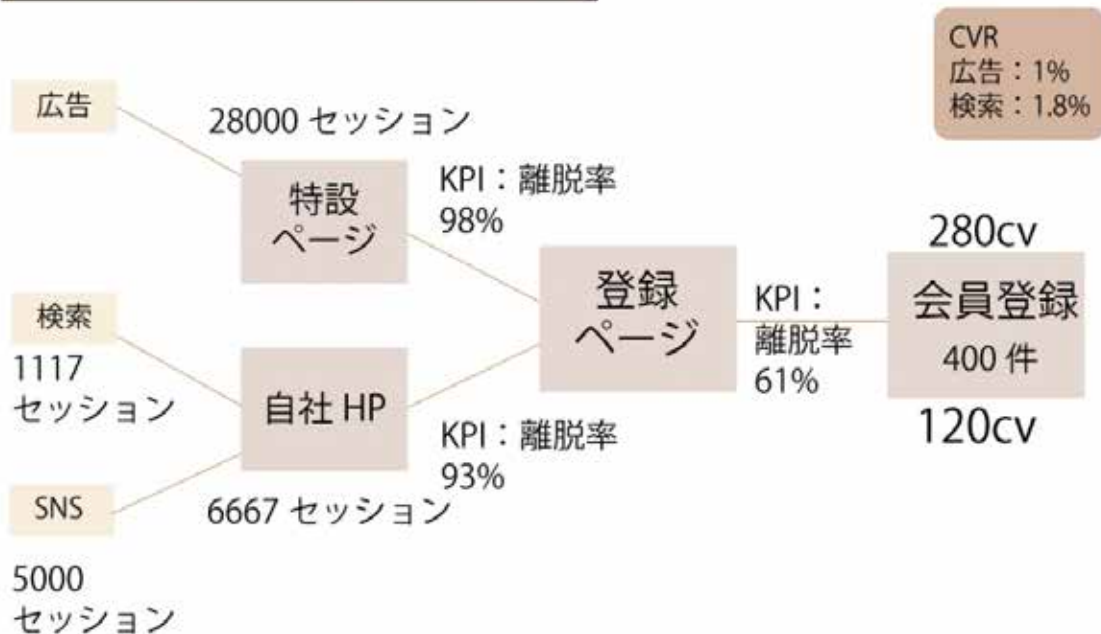 CVR
広告：1%
検索：1.8%
広告
28000 セッション
特設
ページ
KPI：離脱率
98%
検索
1117
セッション
自社 HP
KPI：離脱率
93%
SNS
6667 セッション
5000
セッション
登録
ページ
KPI：
離脱率
61%
280cv
会員登録
400 件
120cv